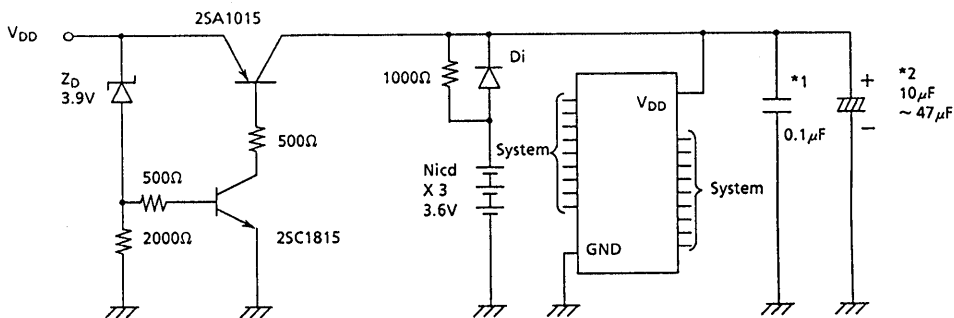 2SA1015
VDD
ZD
3.9V
500Ω
500Ω
2000Ω
2SC1815
1000Ω
Di
Nicd
X 3
3.6V
System
VDD
GND
System
*1
0.1μF
+
*2
10μF
~ 47μF
−